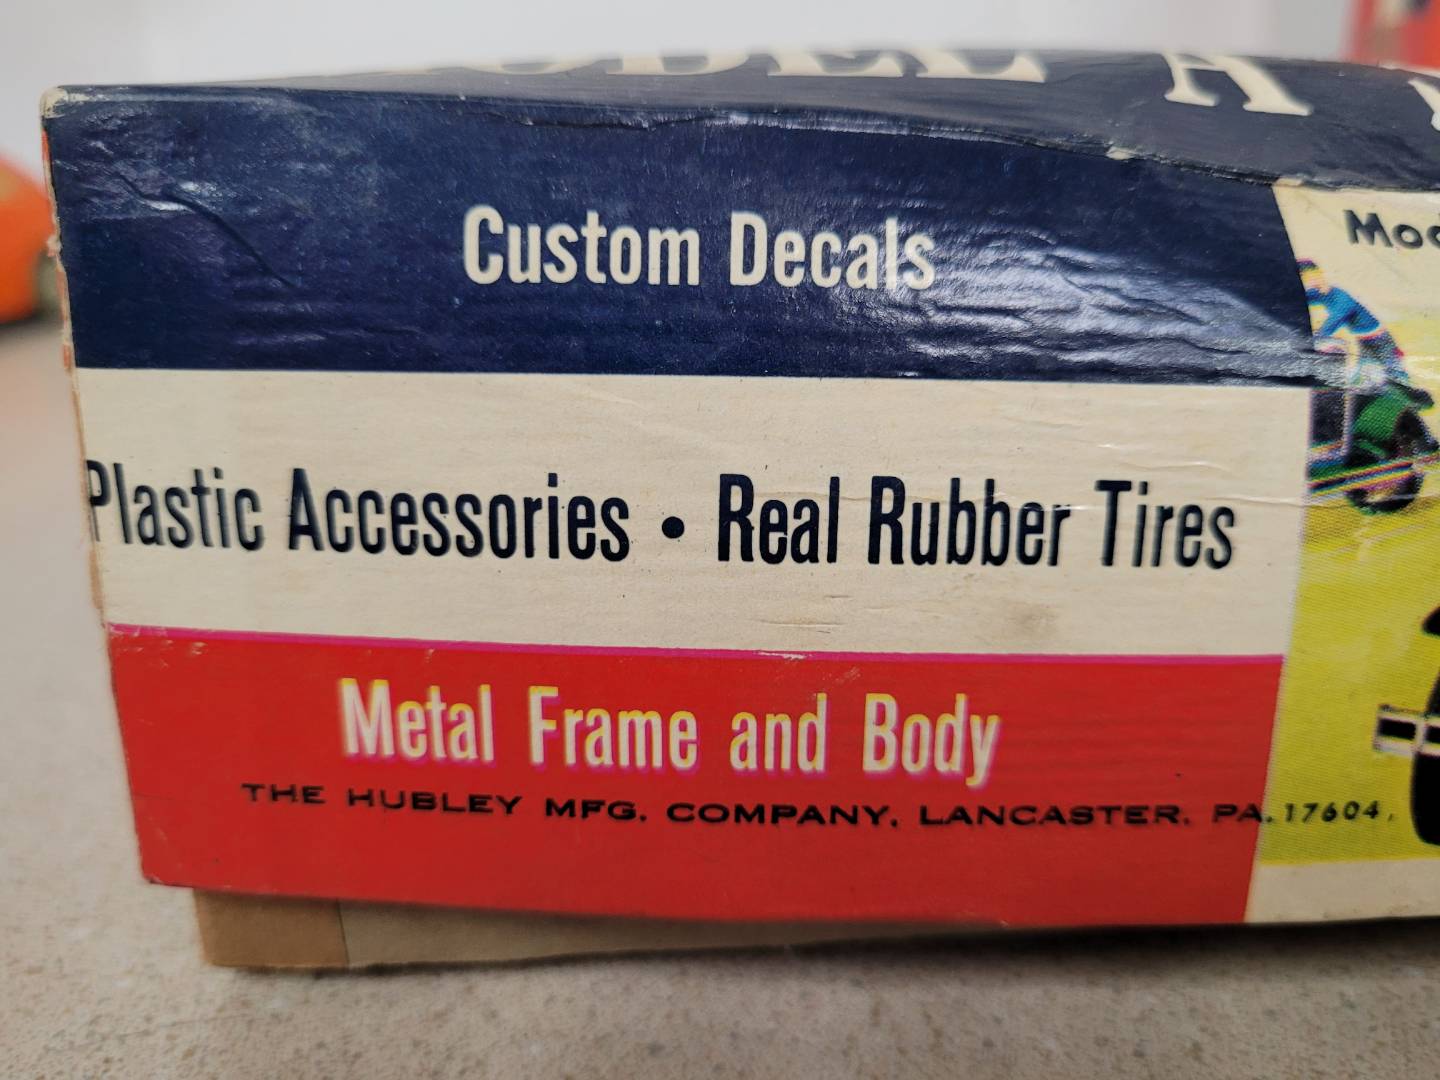 Custom Decals
Plastic Accessories • Real Rubber Tires
Metal Frame and Body
THE HUBLEY MFG. COMPANY, LANCASTER, PA. 17604,